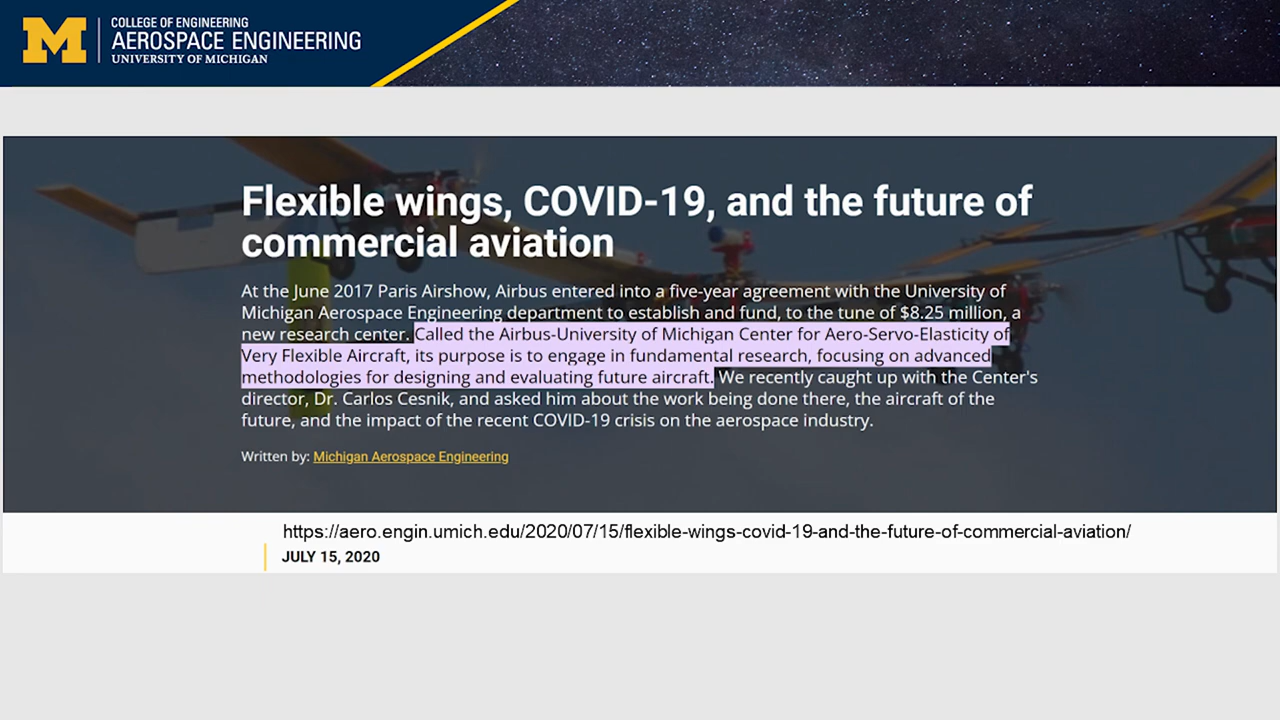 M
COLLEGE OF ENGINEERING
AEROSPACE ENGINEERING
UNIVERSITY OF MICHIGAN
Flexible wings, COVID-19, and the future of
commercial aviation
At the June 2017 Paris Airshow, Airbus entered into a five-year agreement with the University of
Michigan Aerospace Engineering department to establish and fund, to the tune of $8.25 million, a
new research center. Called the Airbus-University of Michigan Center for Aero-Servo-Elasticity of
Very Flexible Aircraft, its purpose is to engage in fundamental research, focusing on advanced
methodologies for designing and evaluating future aircraft. We recently caught up with the Center's
director, Dr. Carlos Cesnik, and asked him about the work being done there, the aircraft of the
future, and the impact of the recent COVID-19 crisis on the aerospace industry.
Written by: Michigan Aerospace Engineering
https://aero.engin.umich.edu/2020/07/15/flexible-wings-covid-19-and-the-future-of-commercial-aviation/
JULY 15, 2020